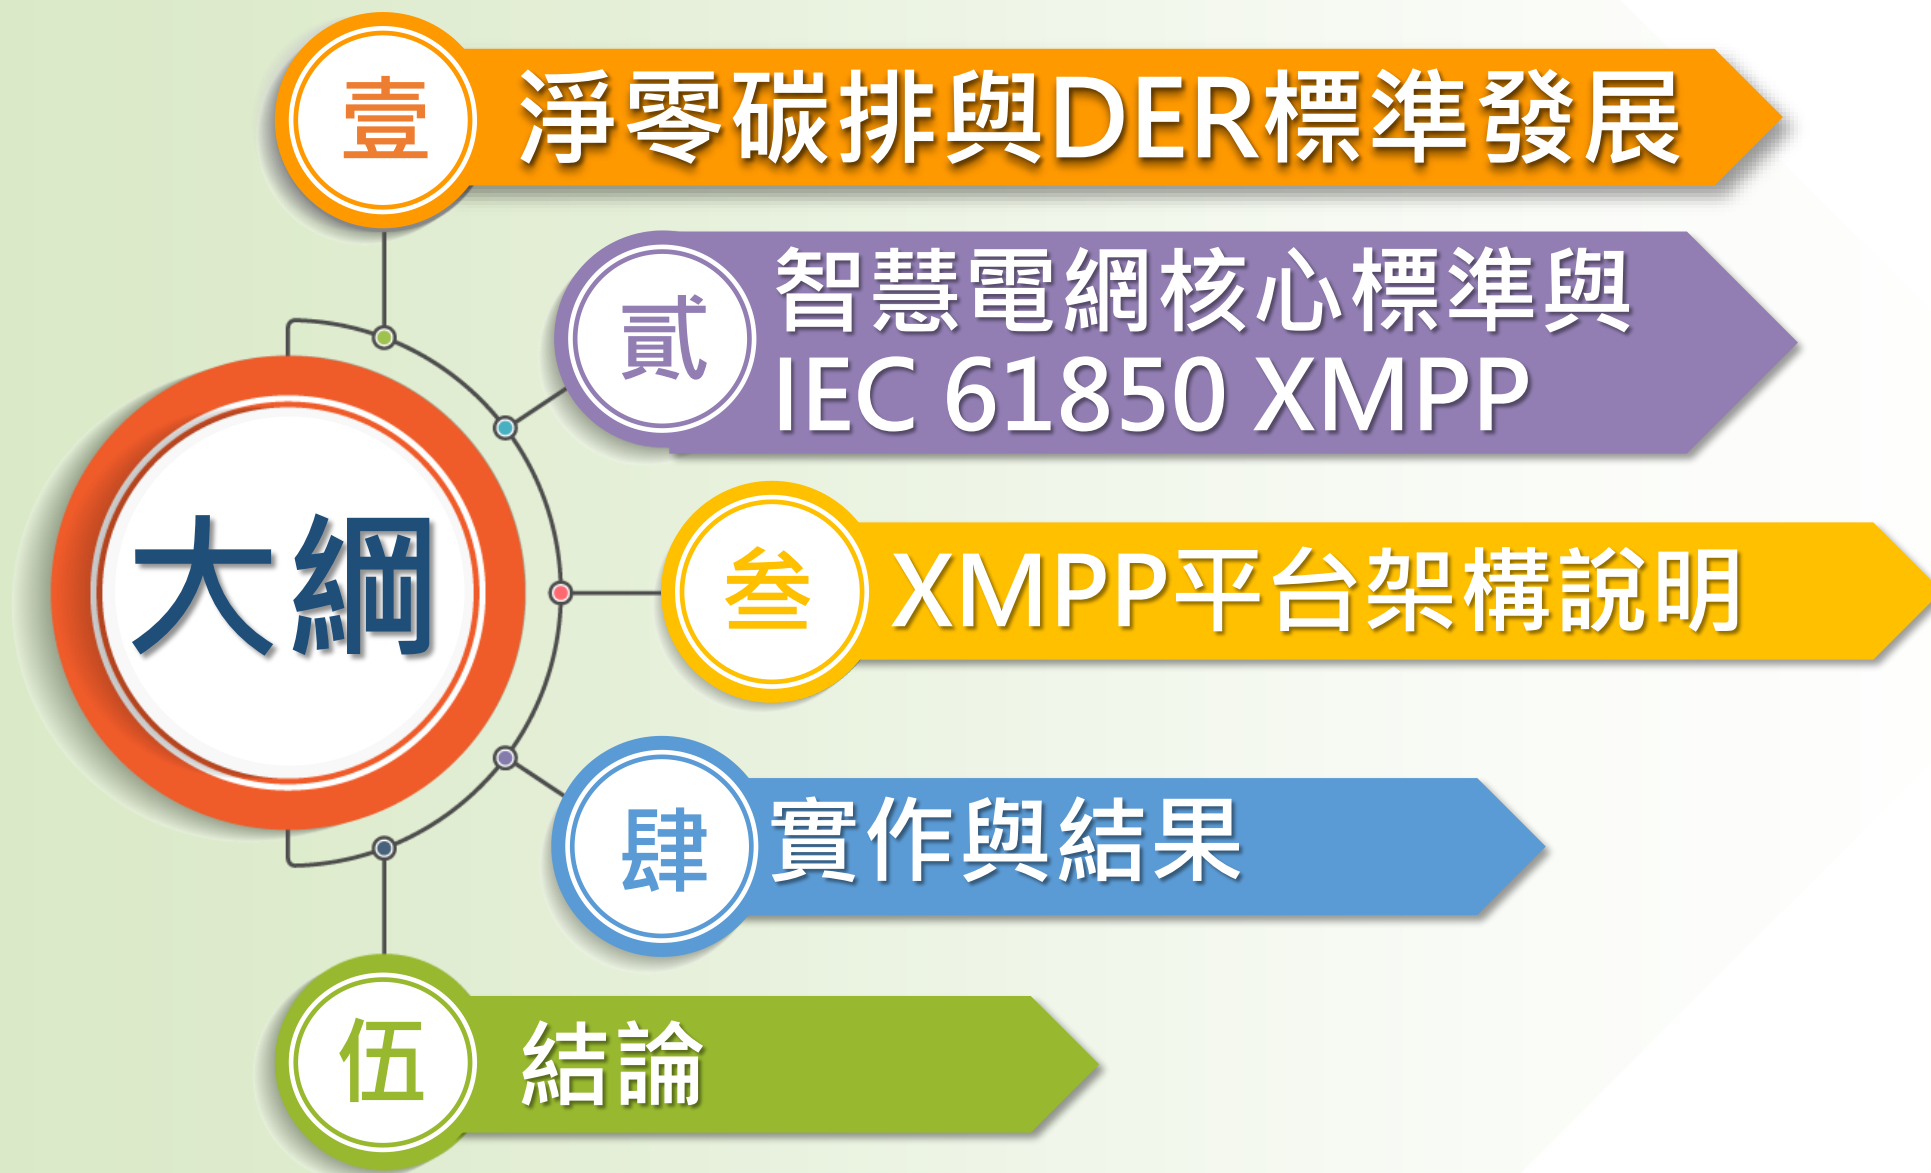 大綱
壹
淨零碳排與DER標準發展
貳
智慧電網核心標準與
IEC 61850 XMPP
叁
XMPP平台架構說明
肆
實作與結果
伍
結論